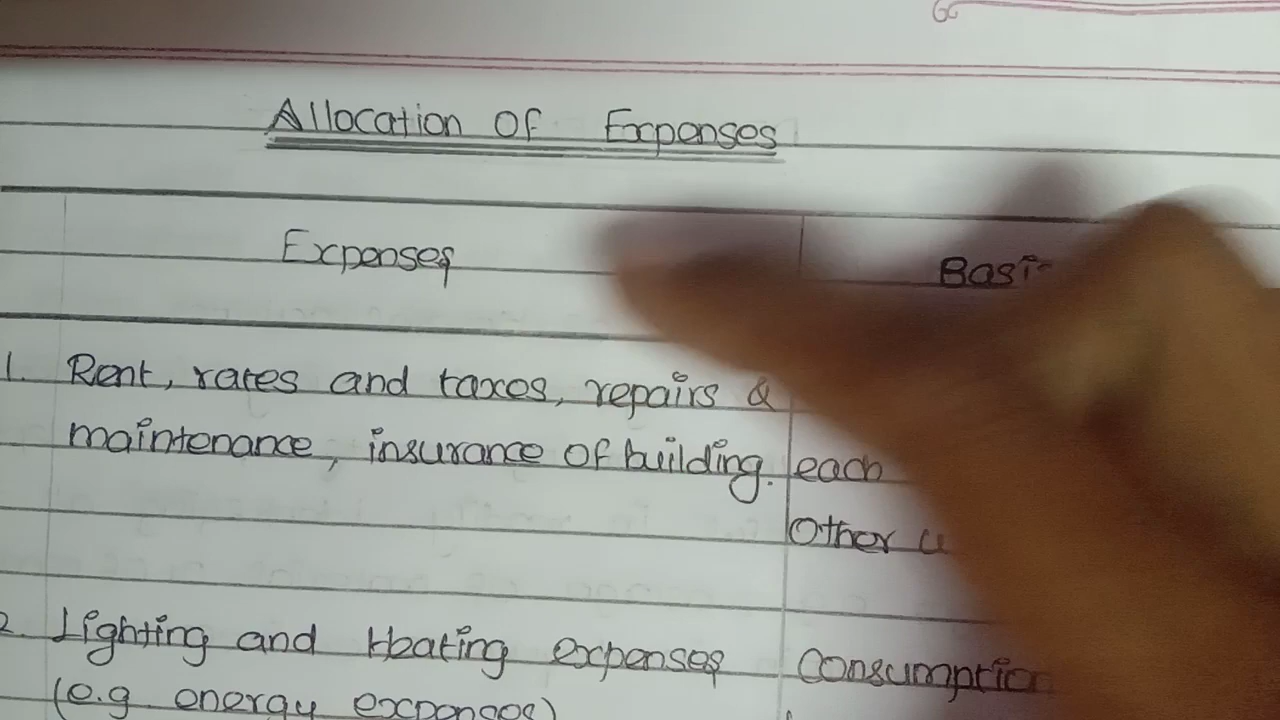 Allocation Of Expenses
Expenses
1. Rent, rates and taxes, repairs &
maintenance, insurance of building.
each
Other
2. Lighting and Heating expenses
Consumption
(e.g energy expenses)